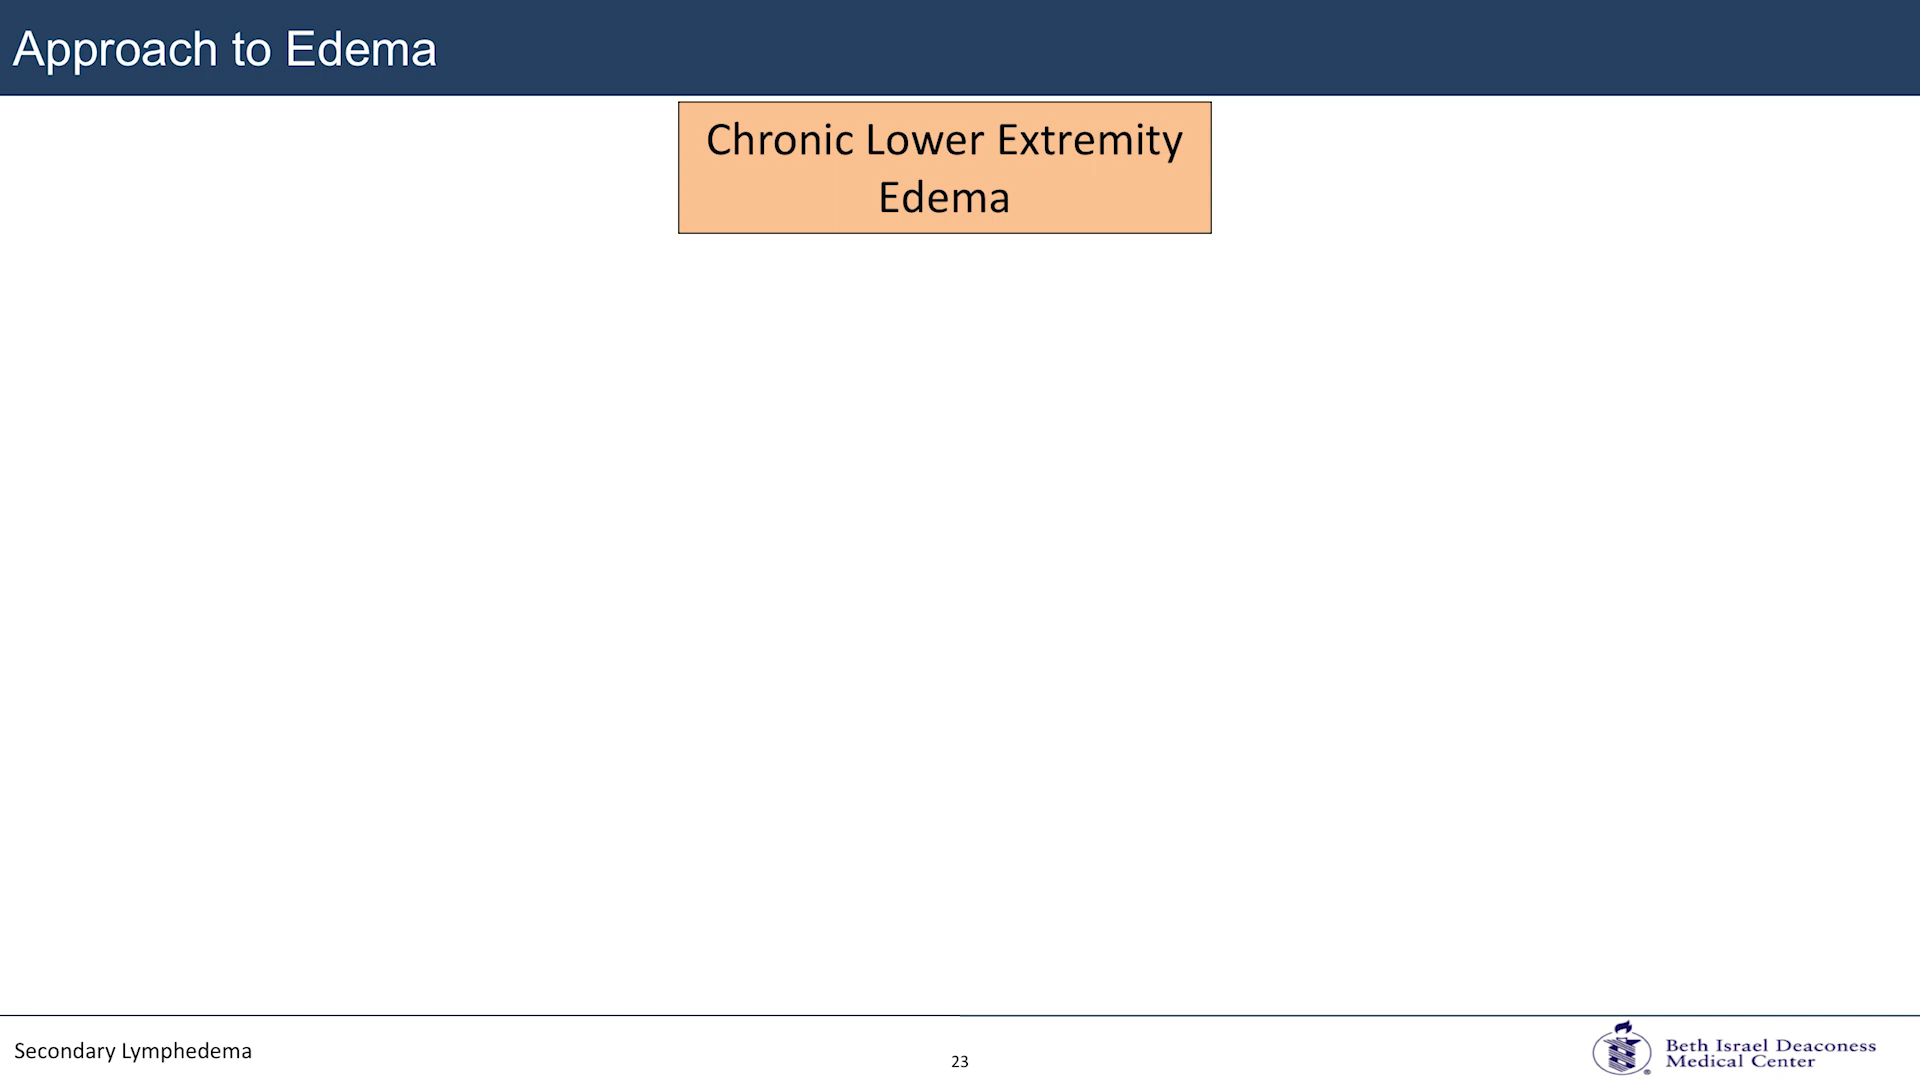 Approach to Edema
Chronic Lower Extremity
Edema
Secondary Lymphedema
23
Beth Israel Deaconess
Medical Center